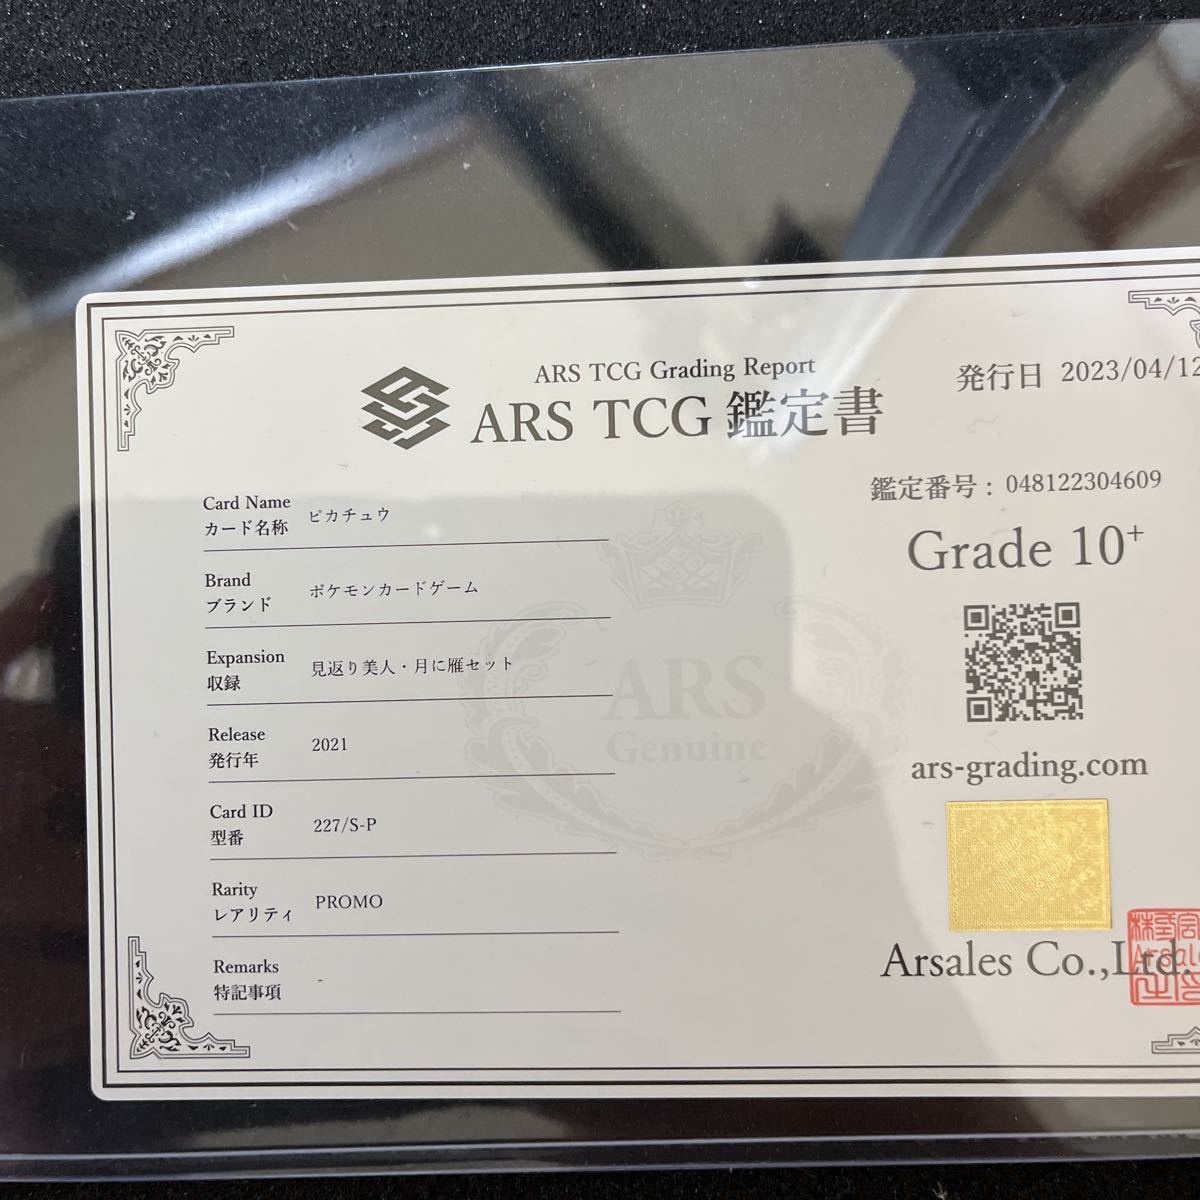 ARS TCG Grading Report
ARS TCG 鑑定書
発行日 2023/04/12
鑑定番号: 048122304609
Grade 10+
Card Name
カード名称 ピカチュウ
Brand
ブランド ポケモンカードゲーム
Expansion
収録 見返り美人・月に雁セット
Release
発行年 2021
Card ID
型番 227/S-P
Rarity
レアリティ PROMO
Remarks
特記事項 -
ARS
Genuine
ars-grading.com
Arsales Co.,Ltd.
株式会